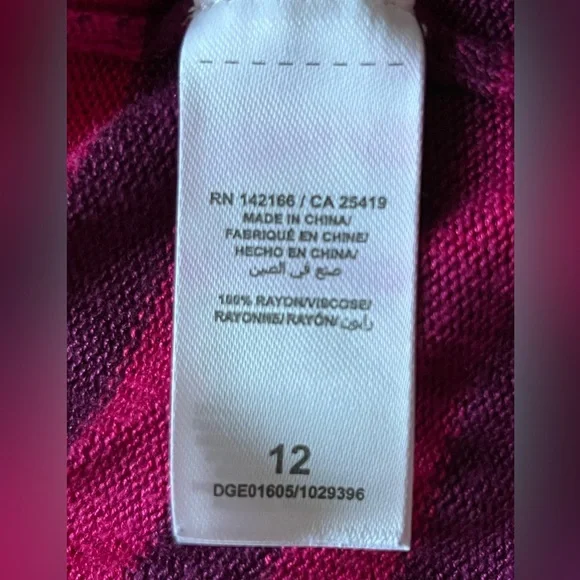 RN 142166 / CA 25419
MADE IN CHINA/
FABRIQUÉ EN CHINE/
HECHO EN CHINA/
صنع في الصين
100% RAYON/VISCOSE/
RAYONNE/RAYÓN/رايون
12
DGE01605/1029396